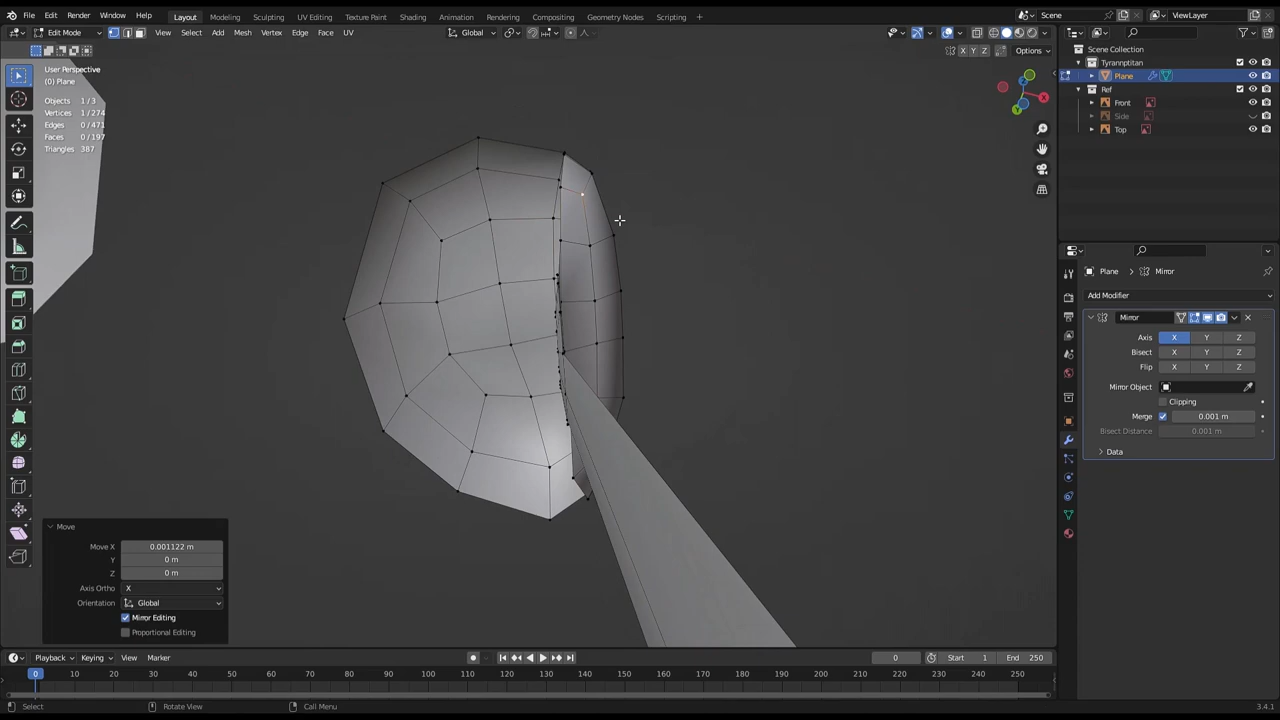 File Edit Render Window Help Layout Modeling Sculpting UV Editing Texture Paint Shading Animation Rendering Compositing Geometry Nodes Scripting + Scene ViewLayer
Edit Mode View Select Add Mesh Vertex Edge Face UV Global
X Y Z Options
User Perspective
(0) Plane
Objects 1/3
Vertices 1/274
Edges 0/471
Faces 0/197
Triangles 387
X
Y
Z
Scene Collection
Tyrannptitan
Plane
Ref
Front
Side
Top
Plane Mirror
Add Modifier
Mirror
Axis X Y Z
Bisect X Y Z
Flip X Y Z
Mirror Object
Clipping
Merge 0.001 m
Bisect Distance 0.001 m
Data
Move
Move X 0.001122 m
Y 0 m
Z 0 m
Axis Ortho X
Orientation Global
Mirror Editing
Proportional Editing
Playback Keying View Marker 0 Start 1 End 250
0 10 20 30 40 50 60 70 80 90 100 110 120 130 140 150 160 170 180 190 200 210 220 230 240 250
Select Rotate View Call Menu 3.4.1